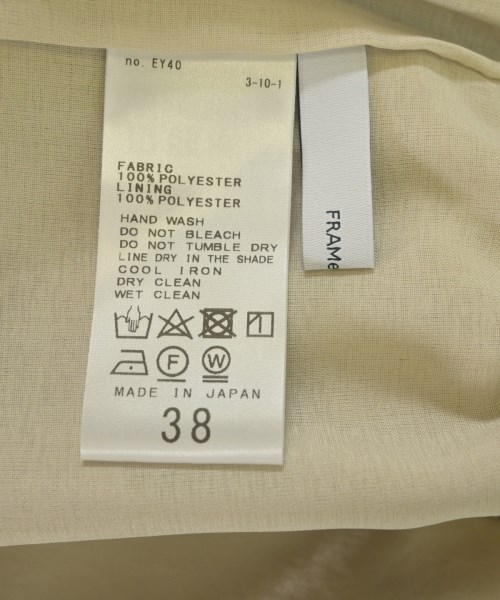 no. EY40
3-10-1
FABRIC
100% POLYESTER
LINING
100% POLYESTER
HAND WASH
DO NOT BLEACH
DO NOT TUMBLE DRY
LINE DRY IN THE SHADE
COOL IRON
DRY CLEAN
WET CLEAN
F W
MADE IN JAPAN
38
FRAMe